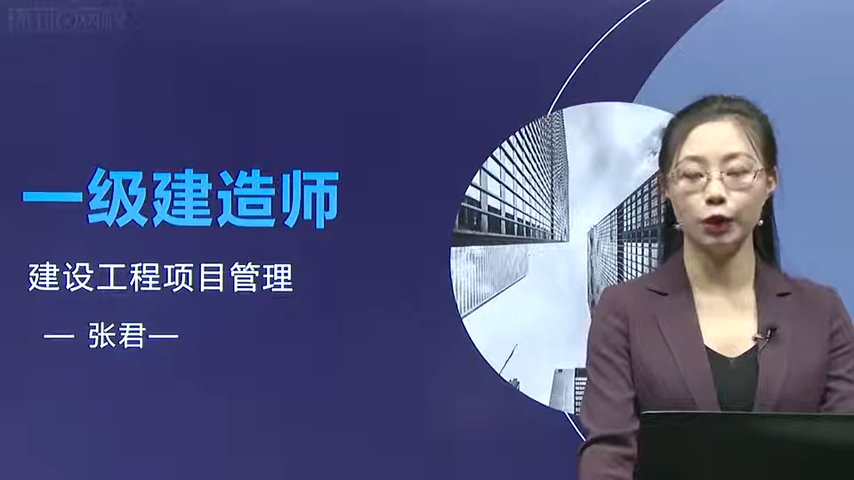 一级建造师
建设工程项目管理
— 张君—